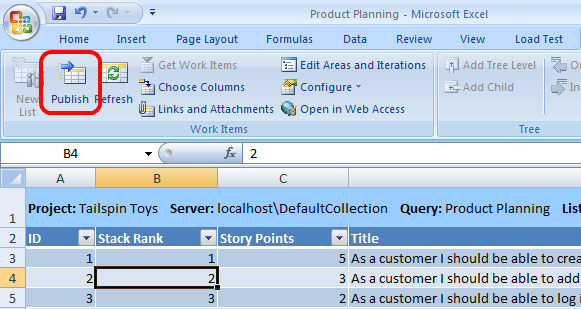 Product Planning - Microsoft Excel
Home Insert Page Layout Formulas Data Review View Load Test
New List
Publish
Refresh
Get Work Items
Choose Columns
Links and Attachments
Edit Areas and Iterations
Configure
Open in Web Access
Work Items
Add Tree Level
Add Child
Ou
In
Tree
B4 fx 2
A B C
1 Project: Tailspin Toys Server: localhost\DefaultCollection Query: Product Planning List
2 ID Stack Rank Story Points Title
3 1 1 5 As a customer I should be able to crea
4 2 2 3 As a customer I should be able to add
5 3 3 2 As a customer I should be able to log i